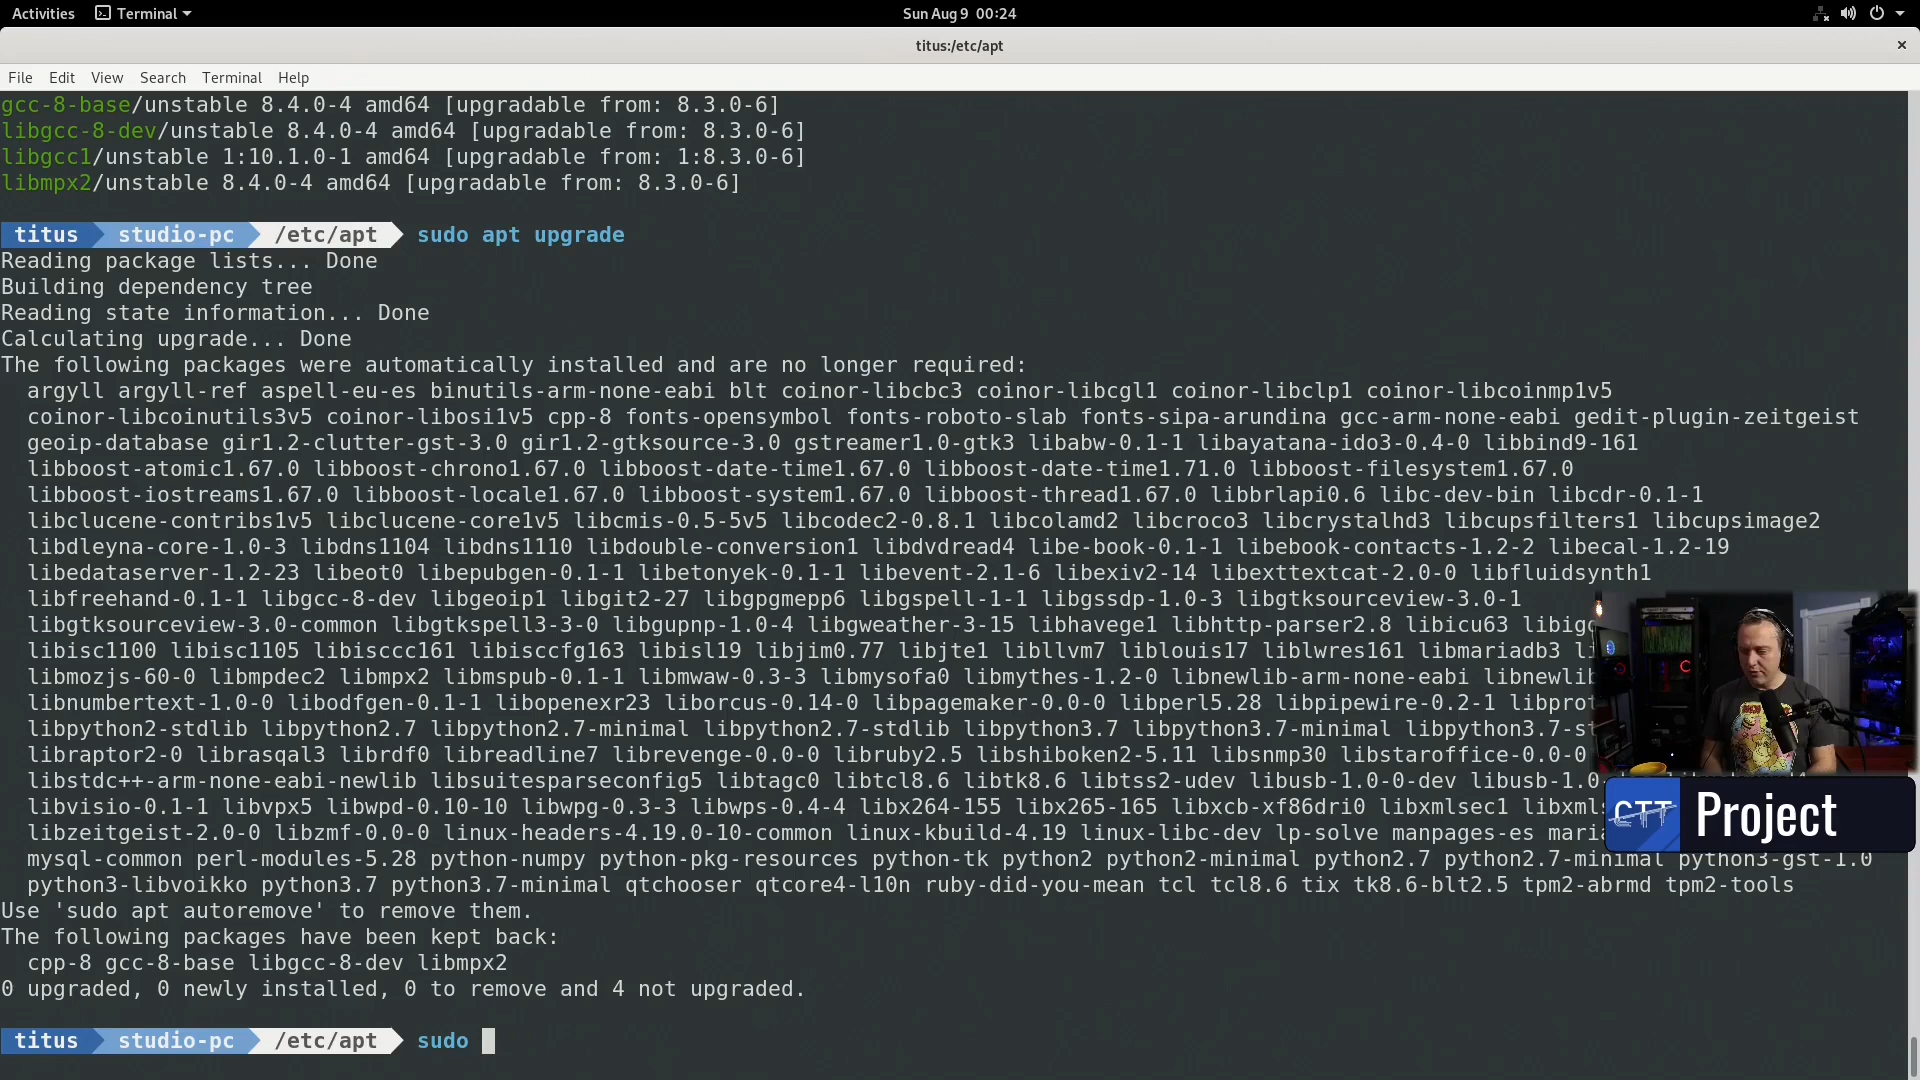 Activities Terminal Sun Aug 9 00:24
titus:/etc/apt ×
File Edit View Search Terminal Help
gcc-8-base/unstable 8.4.0-4 amd64 [upgradable from: 8.3.0-6]
libgcc-8-dev/unstable 8.4.0-4 amd64 [upgradable from: 8.3.0-6]
libgcc1/unstable 1:10.1.0-1 amd64 [upgradable from: 1:8.3.0-6]
libmpx2/unstable 8.4.0-4 amd64 [upgradable from: 8.3.0-6]
titus studio-pc /etc/apt sudo apt upgrade
Reading package lists... Done
Building dependency tree
Reading state information... Done
Calculating upgrade... Done
The following packages were automatically installed and are no longer required:
argyll argyll-ref aspell-eu-es binutils-arm-none-eabi blt coinor-libcbc3 coinor-libcgl1 coinor-libclp1 coinor-libcoinmp1v5
coinor-libcoinutils3v5 coinor-libosi1v5 cpp-8 fonts-opensymbol fonts-roboto-slab fonts-sipa-arundina gcc-arm-none-eabi gedit-plugin-zeitgeist
geoip-database gir1.2-clutter-gst-3.0 gir1.2-gtksource-3.0 gstreamer1.0-gtk3 libabw-0.1-1 libayatana-ido3-0.4-0 libbind9-161
libboost-atomic1.67.0 libboost-chrono1.67.0 libboost-date-time1.67.0 libboost-date-time1.71.0 libboost-filesystem1.67.0
libboost-iostreams1.67.0 libboost-locale1.67.0 libboost-system1.67.0 libboost-thread1.67.0 libbrlapi0.6 libc-dev-bin libcdr-0.1-1
libclucene-contribs1v5 libclucene-core1v5 libcmis-0.5-5v5 libcodec2-0.8.1 libcolamd2 libcroco3 libcrystalhd3 libcupsfilters1 libcupsimage2
libdleyna-core-1.0-3 libdns1104 libdns1110 libdouble-conversion1 libdvdread4 libe-book-0.1-1 libebook-contacts-1.2-2 libecal-1.2-19
libedataserver-1.2-23 libeot0 libepubgen-0.1-1 libetonyek-0.1-1 libevent-2.1-6 libexiv2-14 libexttextcat-2.0-0 libfluidsynth1
libfreehand-0.1-1 libgcc-8-dev libgeoip1 libgit2-27 libgpgmepp6 libgspell-1-1 libgssdp-1.0-3 libgtksourceview-3.0-1
libgtksourceview-3.0-common libgtkspell3-3-0 libgupnp-1.0-4 libgweather-3-15 libhavege1 libhttp-parser2.8 libicu63
libisc1100 libisc1105 libisccc161 libisccfg163 libisl19 libjim0.77 libjte1 libllvm7 liblouis17 liblwres161 libmariadb3
libmozjs-60-0 libmpdec2 libmpx2 libmspub-0.1-1 libmwaw-0.3-3 libmysofa0 libmythes-1.2-0 libnewlib-arm-none-eabi libnewlib
libnumbertext-1.0-0 libodfgen-0.1-1 libopenexr23 liborcus-0.14-0 libpagemaker-0.0-0 libperl5.28 libpipewire-0.2-1
libpython2-stdlib libpython2.7 libpython2.7-minimal libpython2.7-stdlib libpython3.7 libpython3.7-minimal libpython3.7-st
libraptor2-0 librasqal3 librdf0 libreadline7 librevenge-0.0-0 libruby2.5 libshiboken2-5.11 libsnmp30 libstaroffice-0.0-0
libstdc++-arm-none-eabi-newlib libsuitesparseconfig5 libtagc0 libtcl8.6 libtk8.6 libtss2-udev libusb-1.0-0-dev libusb-1.0
libvisio-0.1-1 libvpx5 libwpd-0.10-10 libwpg-0.3-3 libwps-0.4-4 libx264-155 libx265-165 libxcb-xf86dri0 libxmlsec1
libzeitgeist-2.0-0 libzmf-0.0-0 linux-headers-4.19.0-10-common linux-kbuild-4.19 linux-libc-dev lp-solve manpages-es
mysql-common perl-modules-5.28 python-numpy python-pkg-resources python-tk python2 python2-minimal python2.7 python2.7-minimal python3-gst-1.0
python3-libvoikko python3.7 python3.7-minimal qtchooser qtcore4-l10n ruby-did-you-mean tcl tcl8.6 tix tk8.6-blt2.5 tpm2-abrmd tpm2-tools
Use 'sudo apt autoremove' to remove them.
The following packages have been kept back:
cpp-8 gcc-8-base libgcc-8-dev libmpx2
0 upgraded, 0 newly installed, 0 to remove and 4 not upgraded.
titus studio-pc /etc/apt sudo
CTT Project